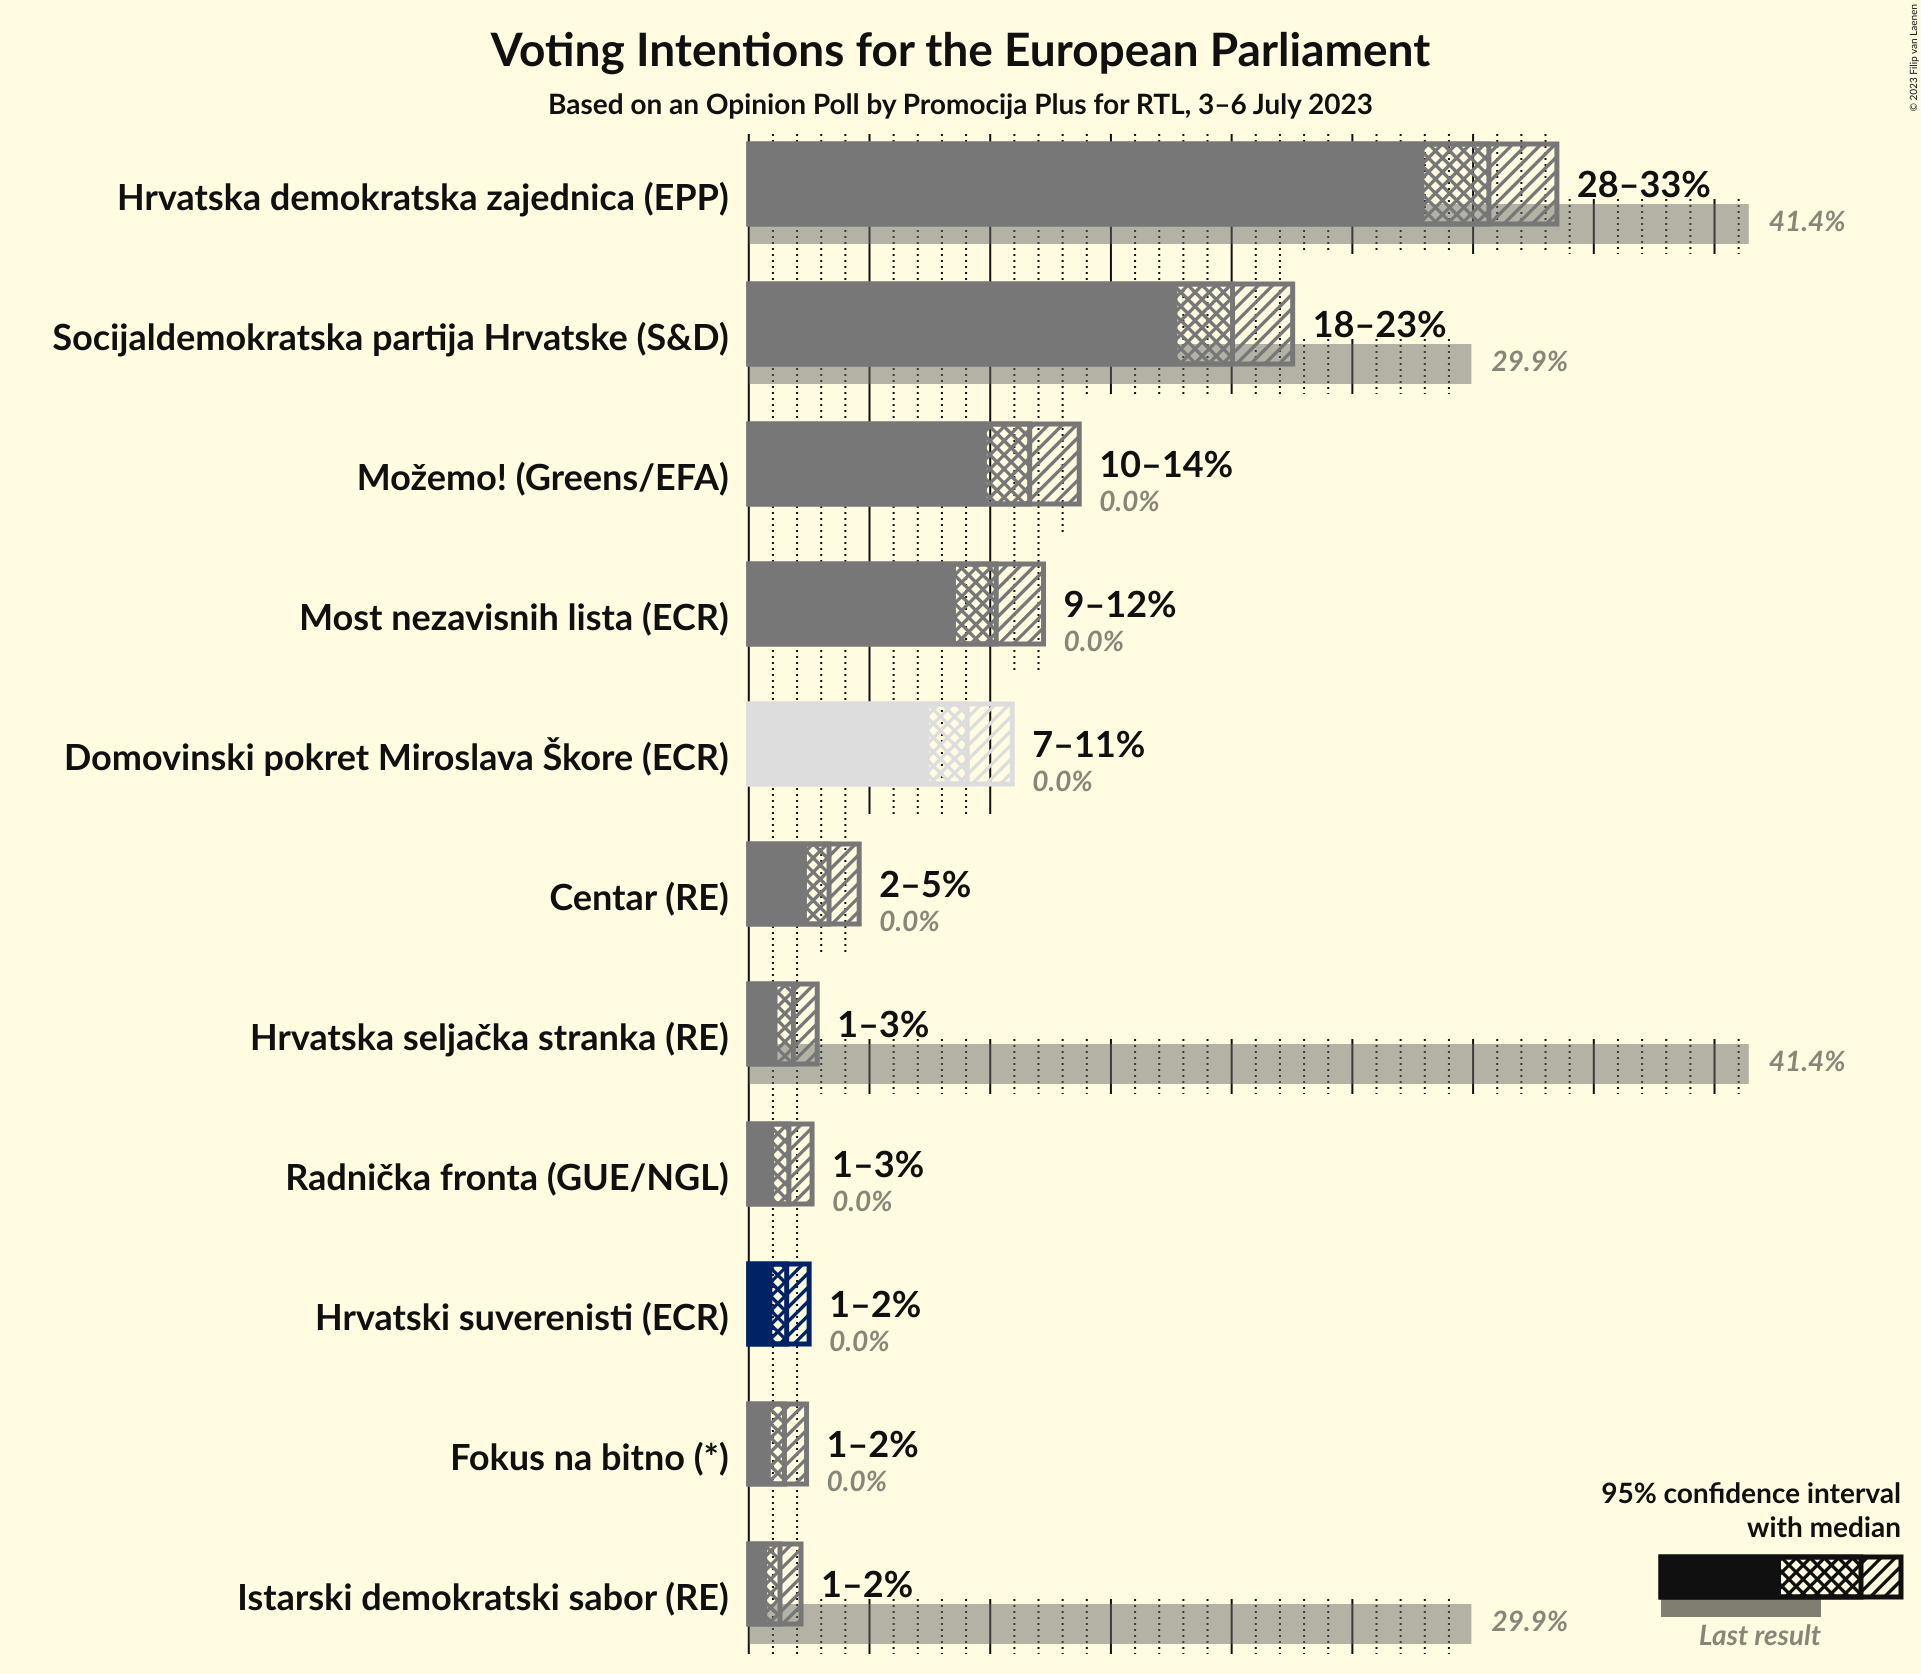 Voting Intentions for the European Parliament
Based on an Opinion Poll by Promocija Plus for RTL, 3–6 July 2023
© 2023 Filip van Laenen
Hrvatska demokratska zajednica (EPP)
28–33%
41.4%
Socijaldemokratska partija Hrvatske (S&D)
18–23%
29.9%
Možemo! (Greens/EFA)
10–14%
0.0%
Most nezavisnih lista (ECR)
9–12%
0.0%
Domovinski pokret Miroslava Škore (ECR)
7–11%
0.0%
Centar (RE)
2–5%
0.0%
Hrvatska seljačka stranka (RE)
1–3%
41.4%
Radnička fronta (GUE/NGL)
1–3%
0.0%
Hrvatski suverenisti (ECR)
1–2%
0.0%
Fokus na bitno (*)
1–2%
0.0%
Istarski demokratski sabor (RE)
1–2%
29.9%
95% confidence interval
with median
Last result